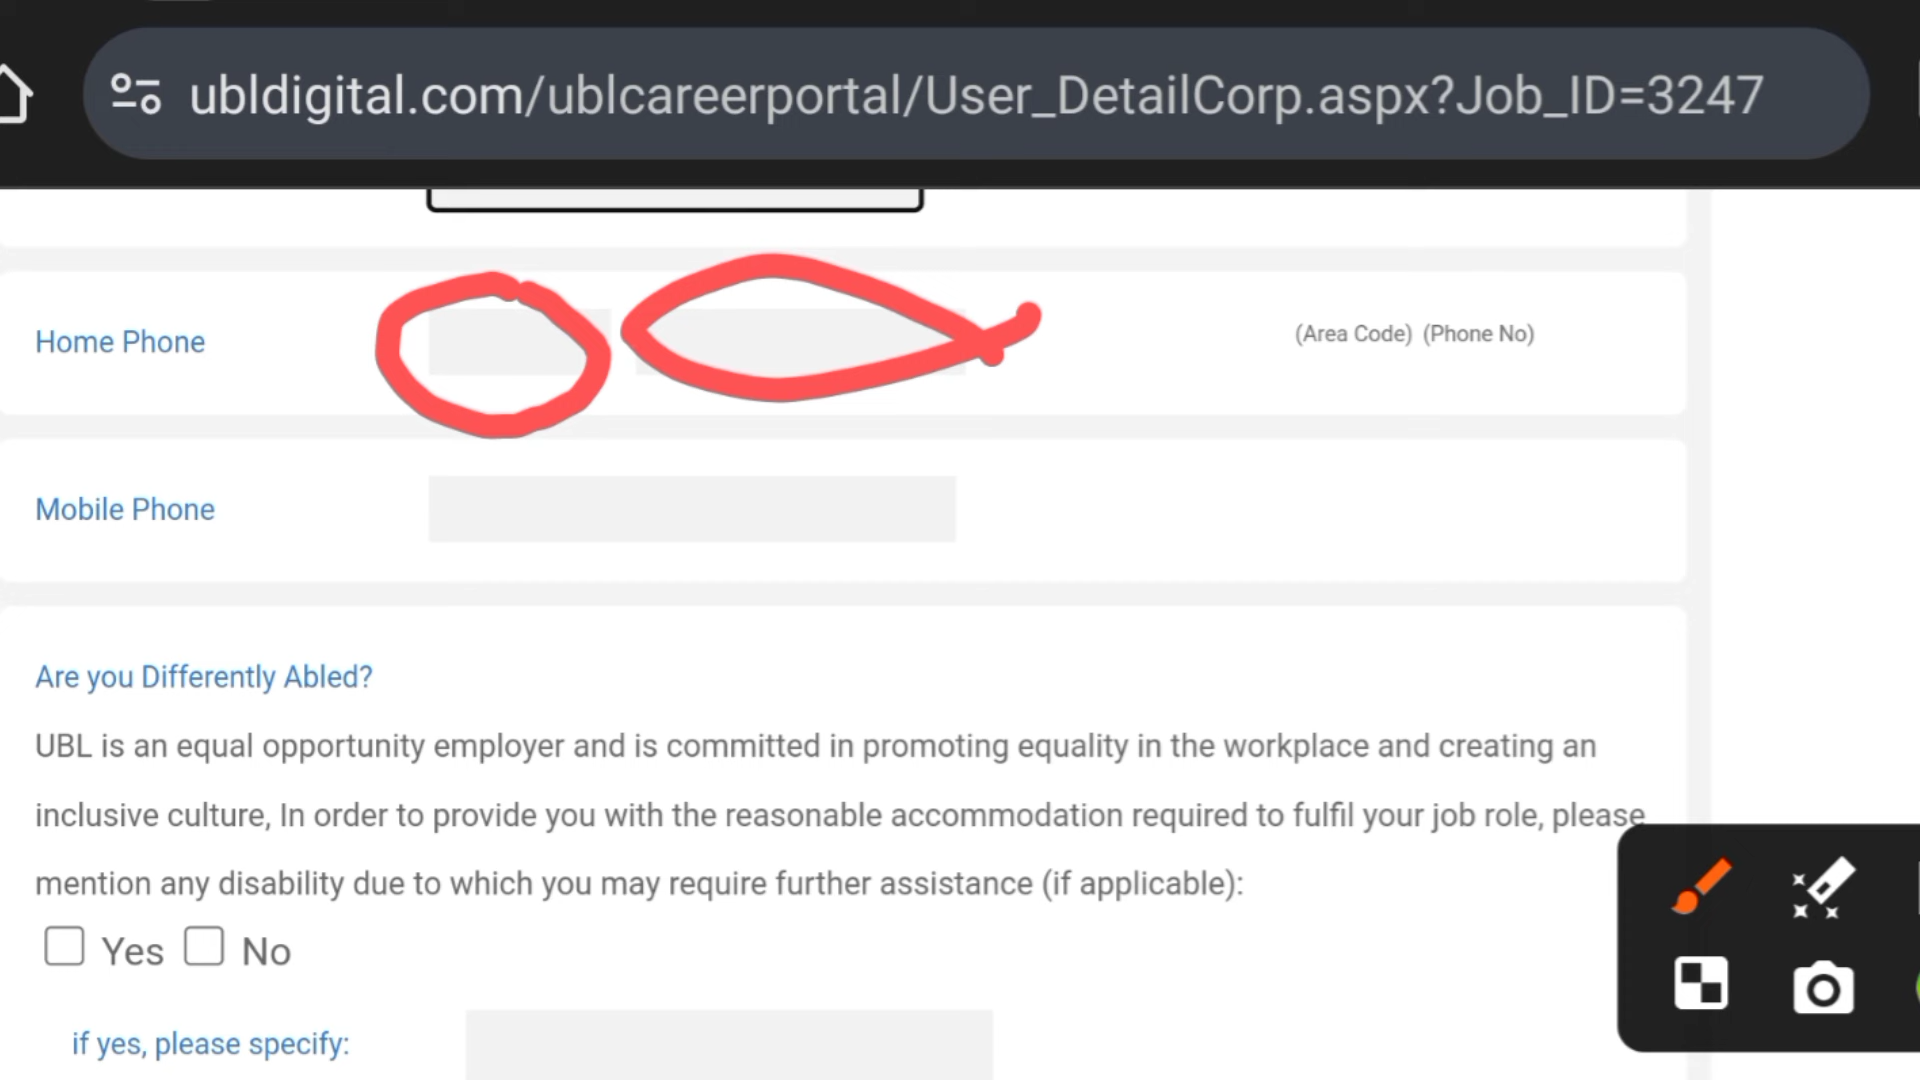 ubldigital.com/ublcareerportal/User_DetailCorp.aspx?Job_ID=3247
Home Phone
(Area Code) (Phone No)
Mobile Phone
Are you Differently Abled?
UBL is an equal opportunity employer and is committed in promoting equality in the workplace and creating an
inclusive culture, In order to provide you with the reasonable accommodation required to fulfil your job role, please
mention any disability due to which you may require further assistance (if applicable):
Yes No
if yes, please specify: